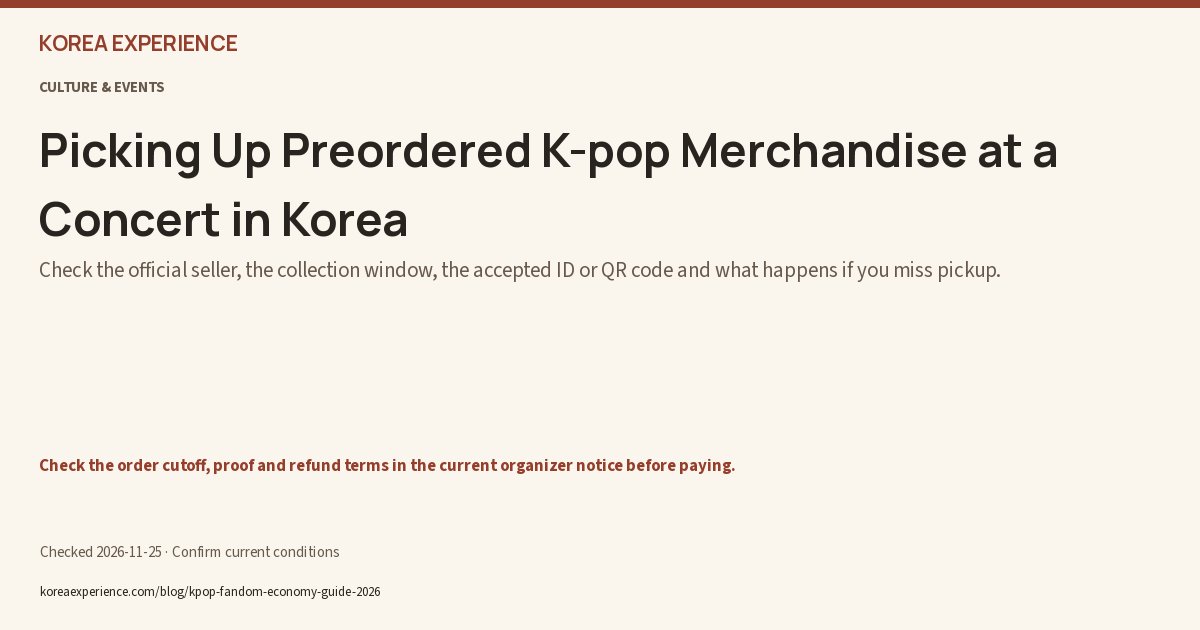 KOREA EXPERIENCE
CULTURE & EVENTS
Picking Up Preordered K-pop Merchandise at a
Concert in Korea
Check the official seller, the collection window, the accepted ID or QR code and what happens if you miss pickup.
Check the order cutoff, proof and refund terms in the current organizer notice before paying.
Checked 2026-11-25 · Confirm current conditions
koreaexperience.com/blog/kpop-fandom-economy-guide-2026